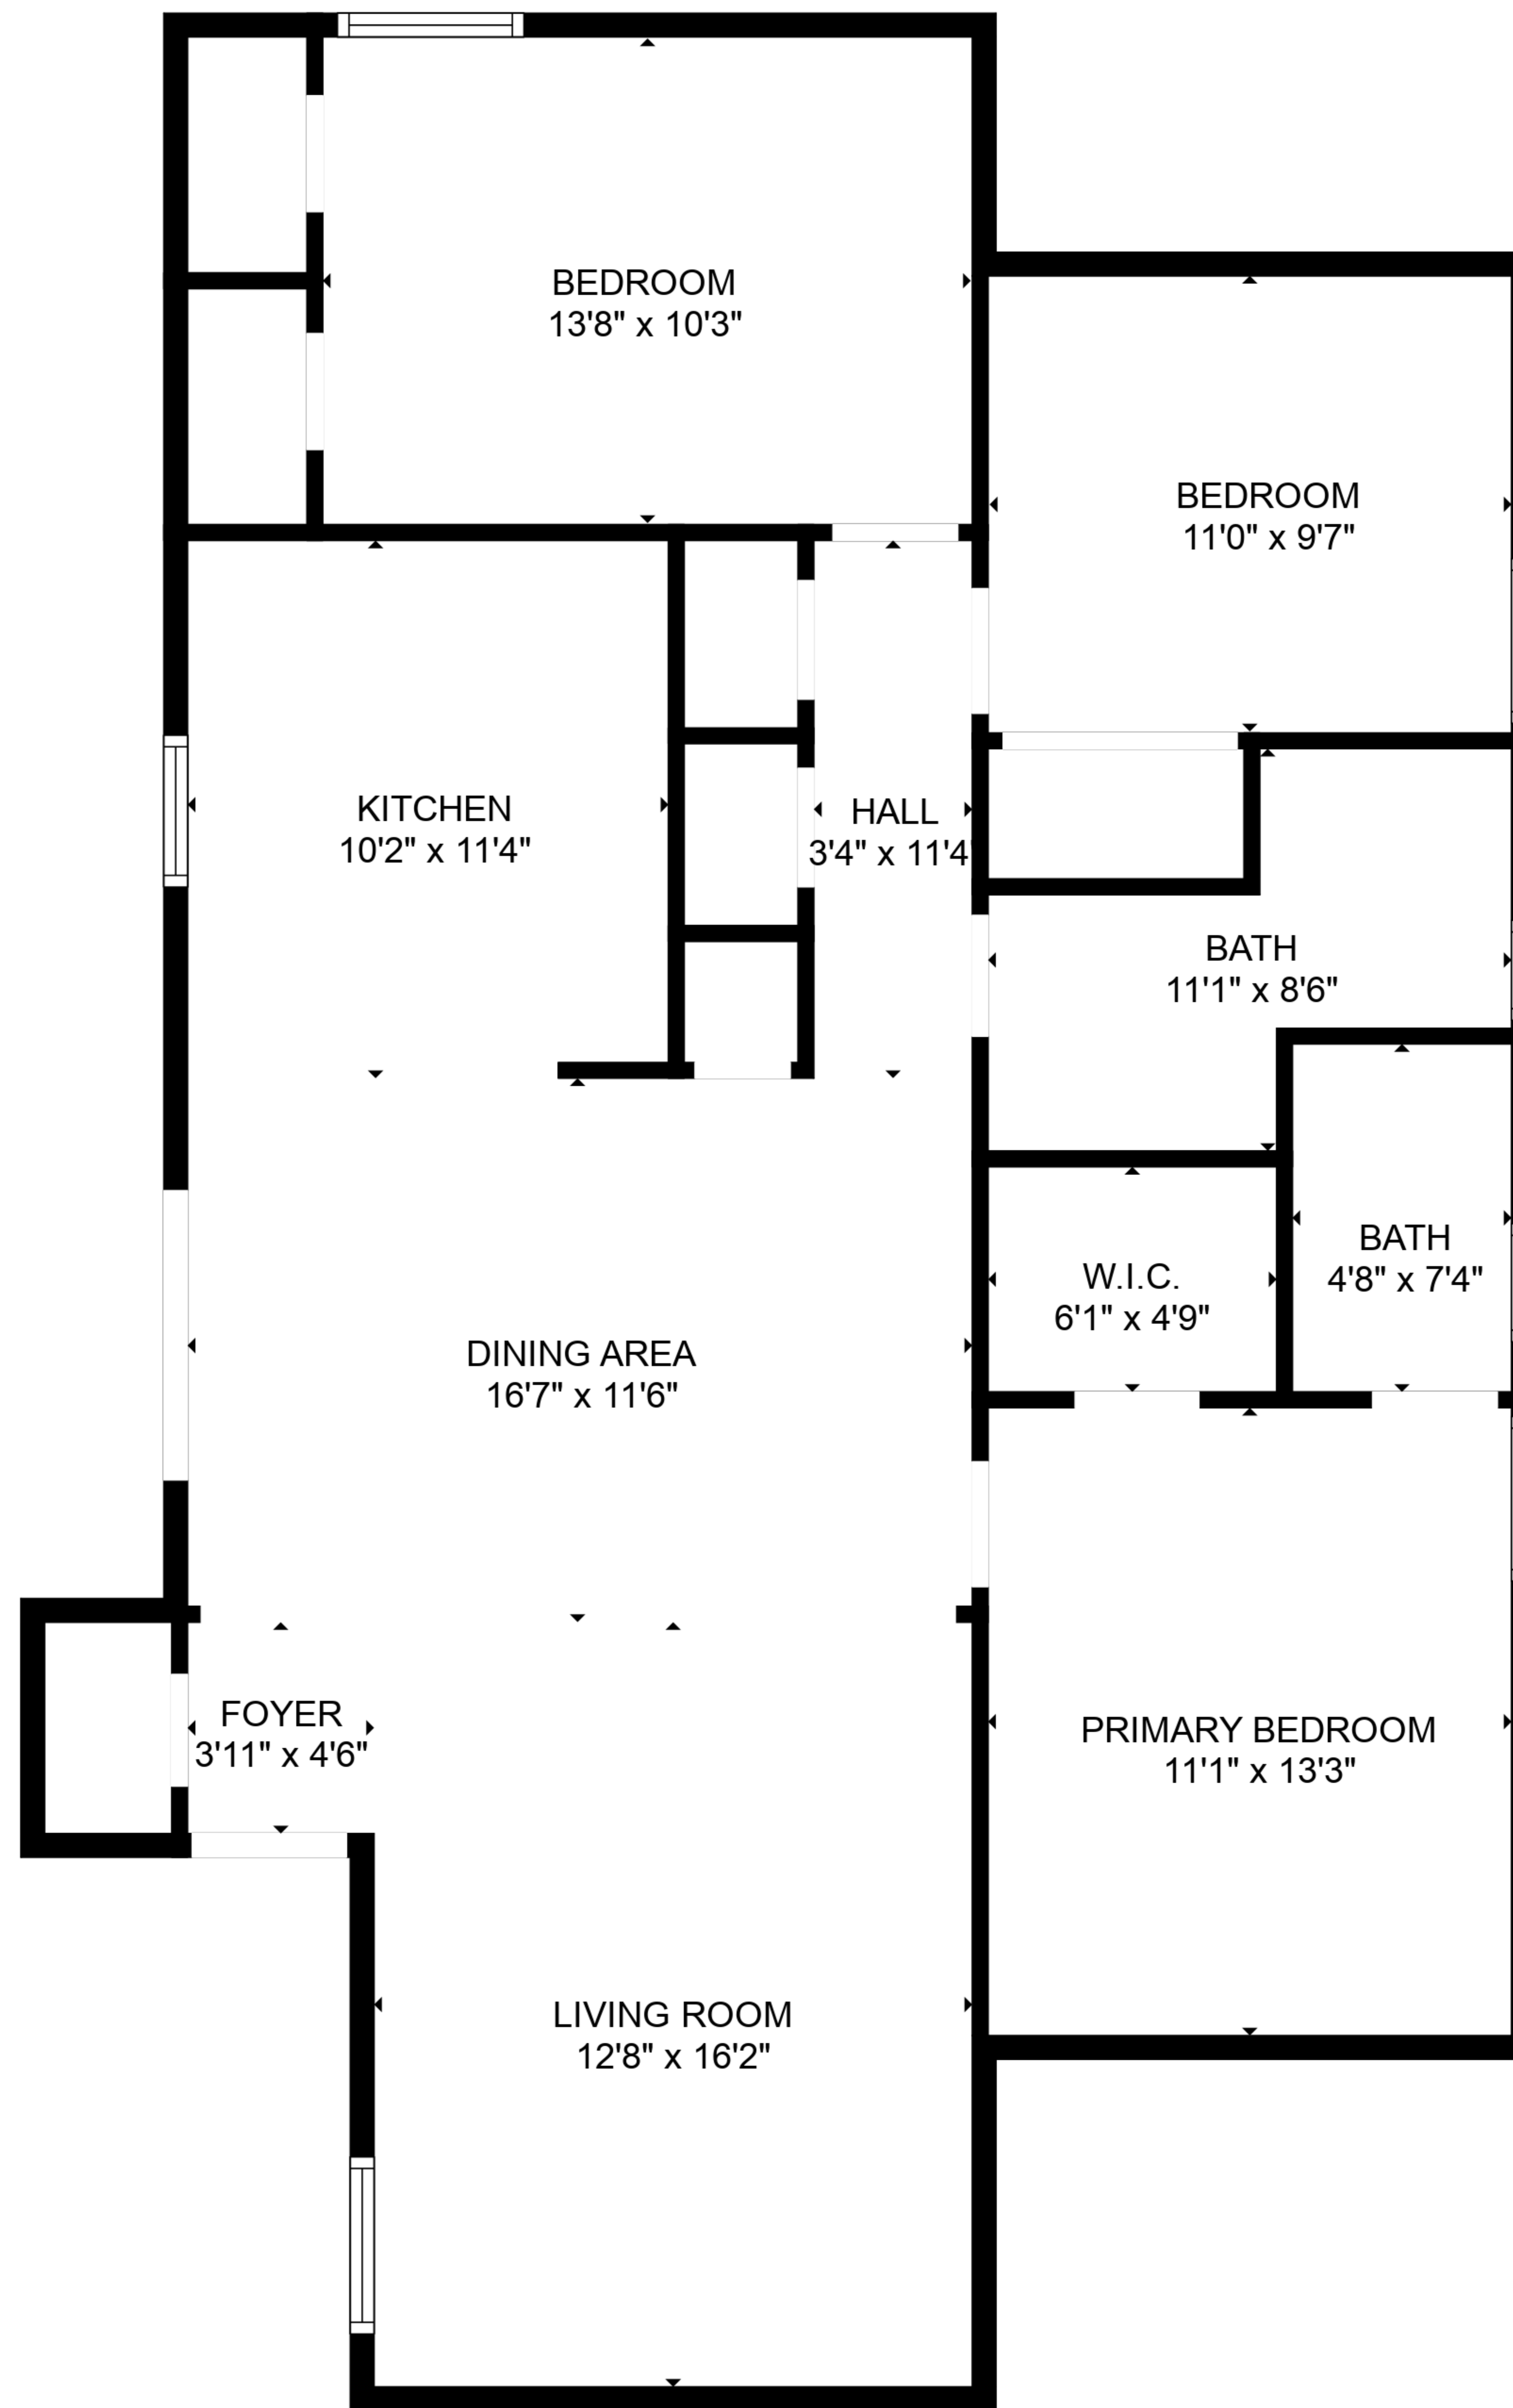 BEDROOM
13'8" x 10'3"
BEDROOM
11'0" x 9'7"
KITCHEN
10'2" x 11'4"
HALL
3'4" x 11'4
BATH
11'1" x 8'6"
BATH
4'8" x 7'4"
W.I.C.
6'1" x 4'9"
DINING AREA
16'7" x 11'6"
FOYER
3'11" x 4'6"
PRIMARY BEDROOM
11'1" x 13'3"
LIVING ROOM
12'8" x 16'2"